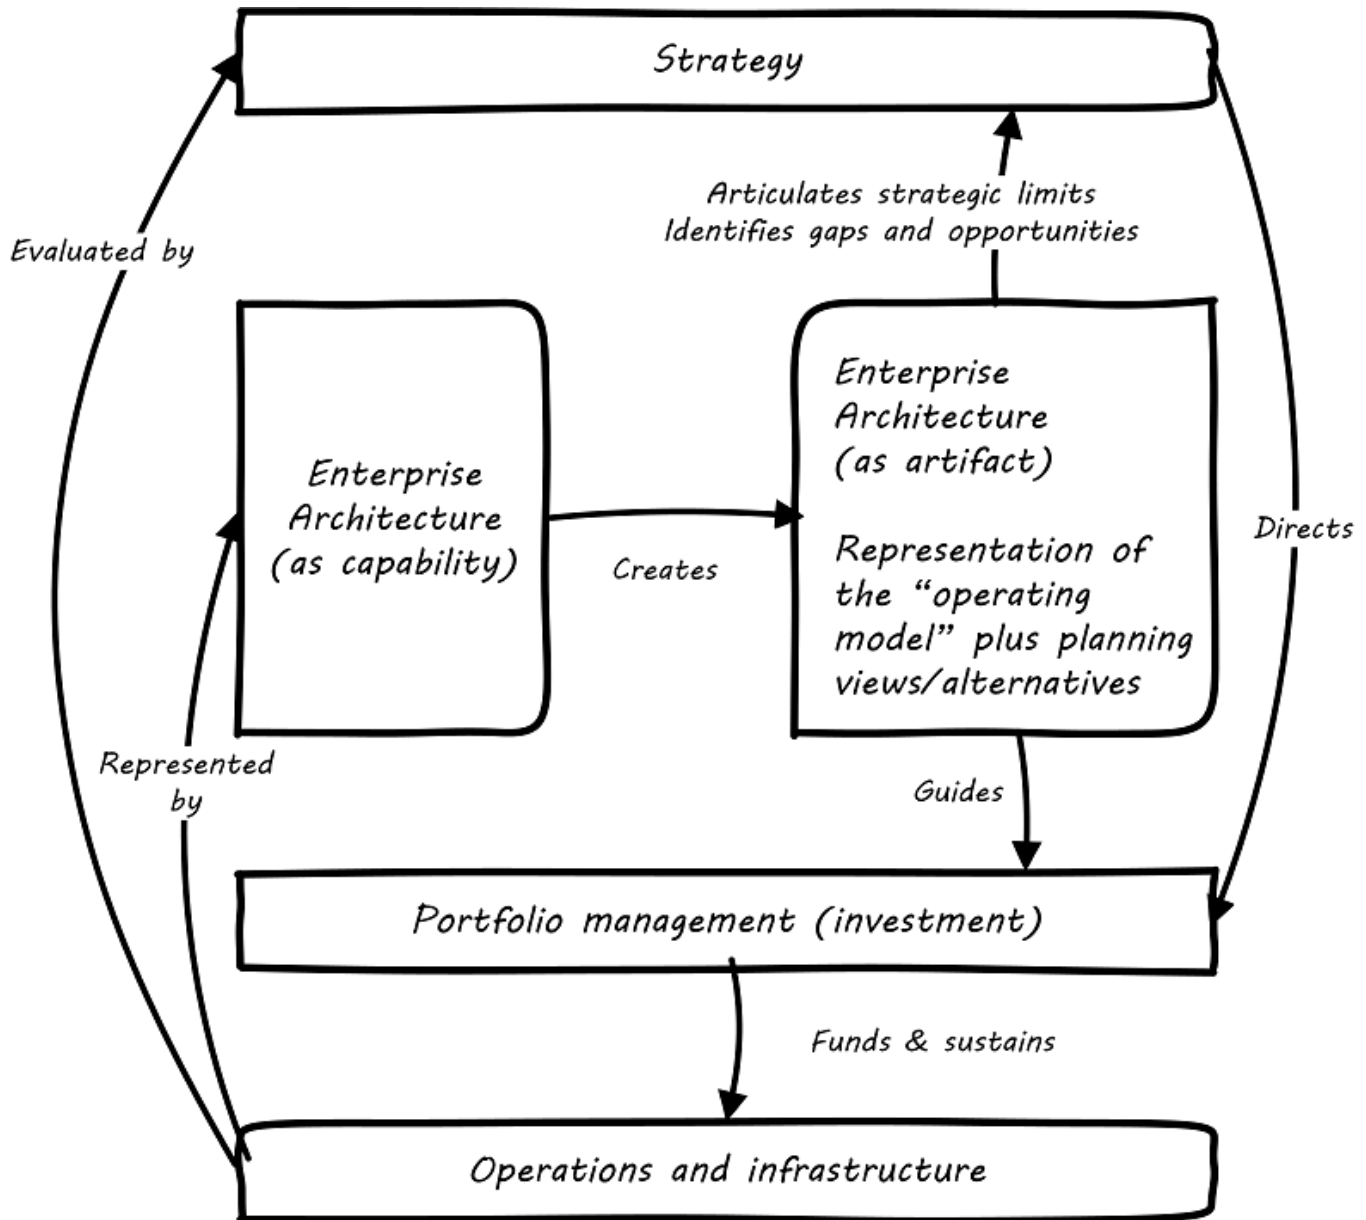 Strategy
Articulates strategic limits
Identifies gaps and opportunities
Evaluated by
Enterprise
Architecture
(as capability)
Creates
Enterprise
Architecture
(as artifact)
Representation of
the “operating
model” plus planning
views/alternatives
Directs
Represented
by
Guides
Portfolio management (investment)
Funds & sustains
Operations and infrastructure